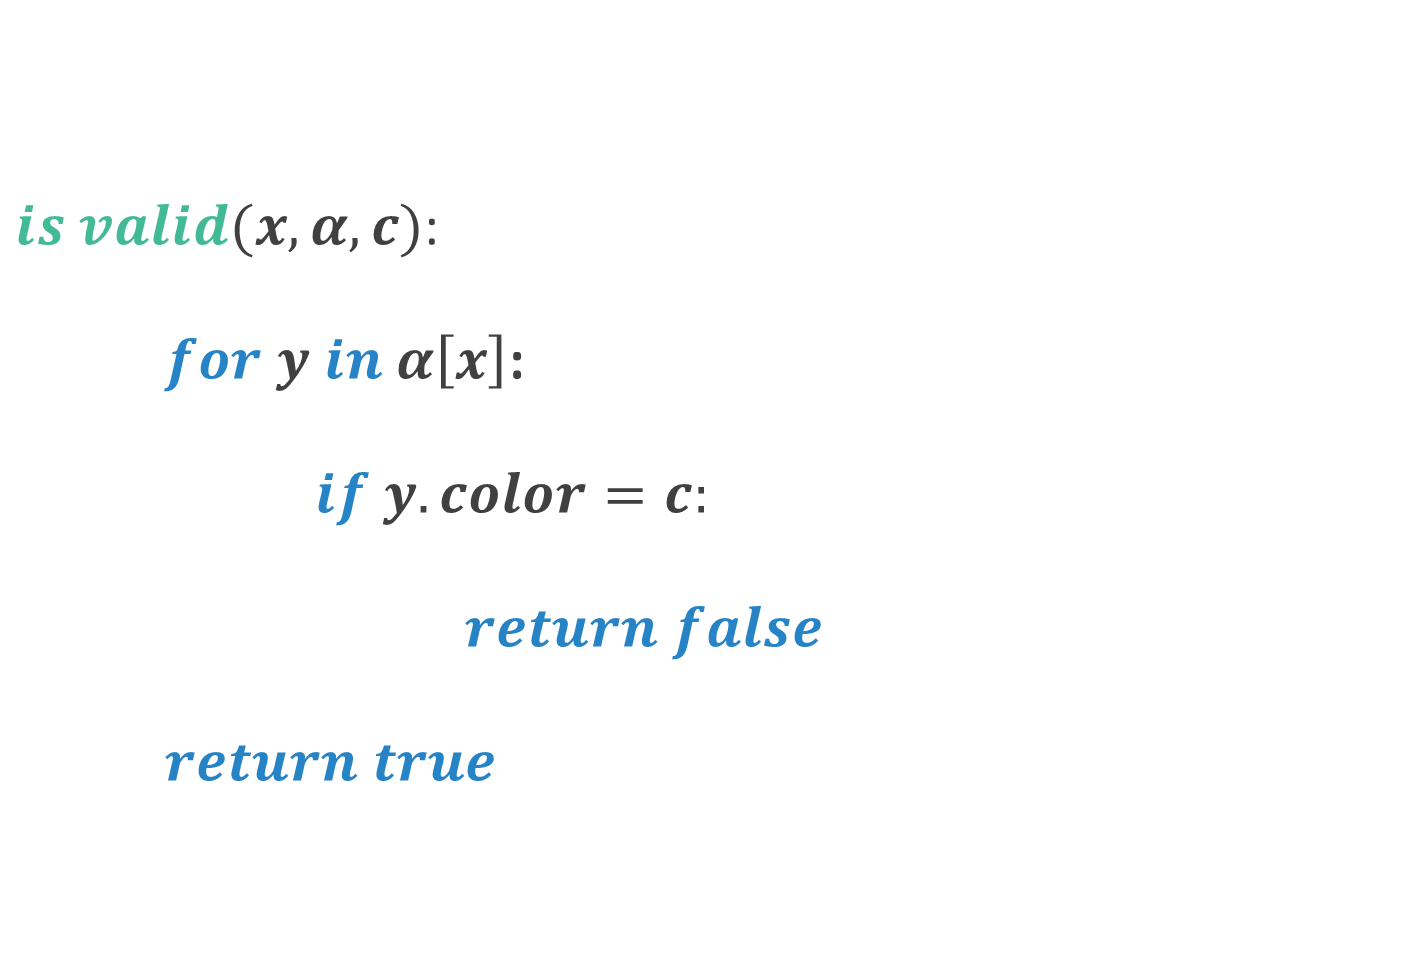 is valid(x, α, c):
for y in α[x]:
if y.color = c:
return false
return true